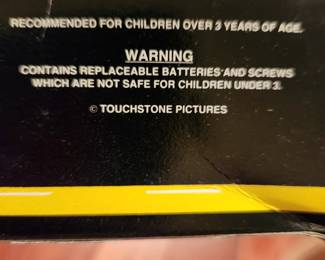 RECOMMENDED FOR CHILDREN OVER 3 YEARS OF AGE.
WARNING
CONTAINS REPLACEABLE BATTERIES AND SCREWS
WHICH ARE NOT SAFE FOR CHILDREN UNDER 3.
© TOUCHSTONE PICTURES